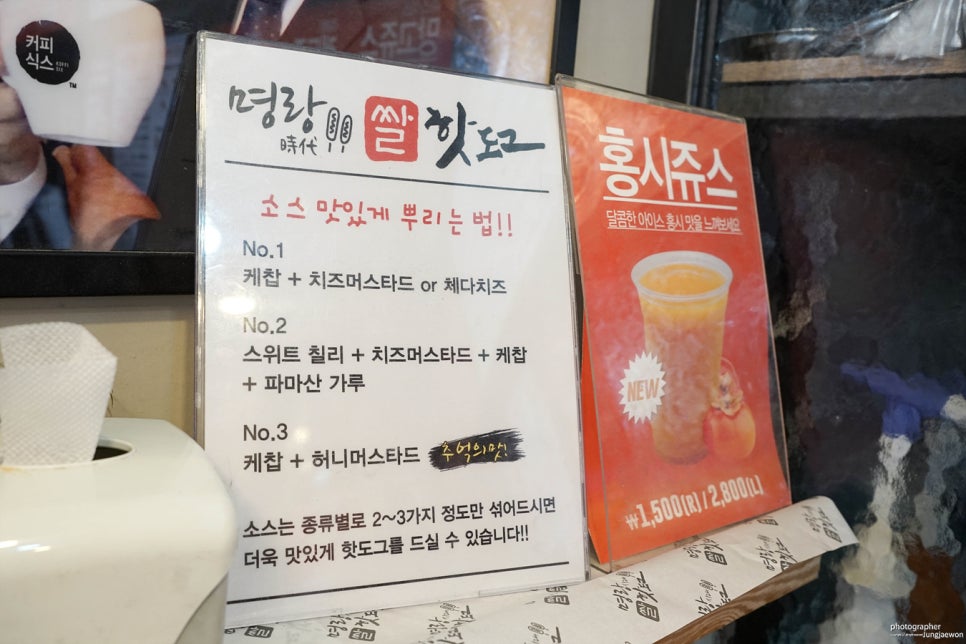 커피
식스
명랑
時代
쌀
핫도그
소스 맛있게 뿌리는 법!!
No.1
케찹 + 치즈머스타드 or 체다치즈
No.2
스위트 칠리 + 치즈머스타드 + 케찹
+ 파마산 가루
No.3
케찹 + 허니머스타드 추억의맛!
소스는 종류별로 2~3가지 정도만 섞어드시면
더욱 맛있게 핫도그를 드실 수 있습니다!!
홍시쥬스
달콤한 아이스 홍시 맛을 느껴보세요
NEW
₩1,500(R) / 2,800(L)
명랑
쌀
핫도그
photographer
Jungjaewon